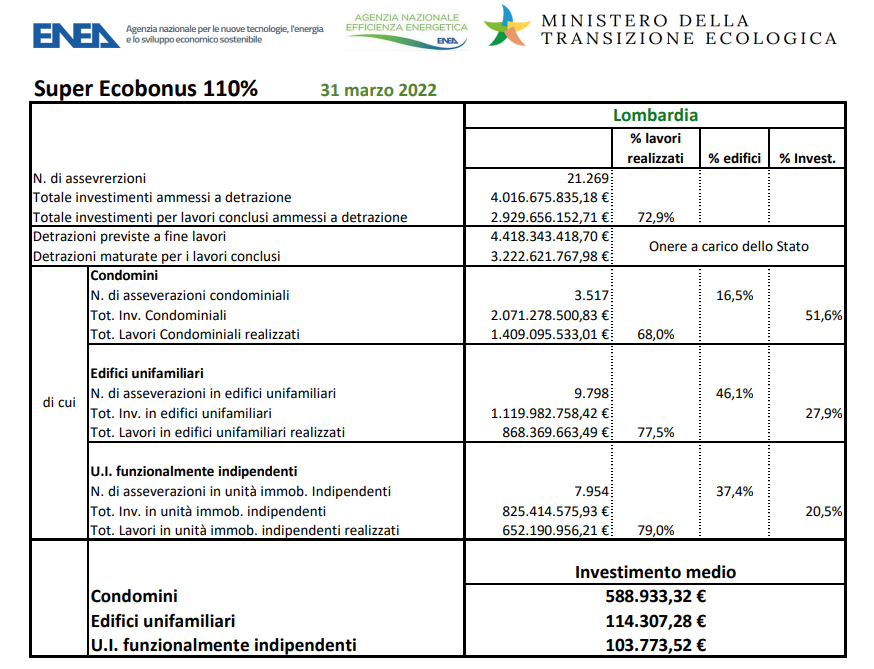 ENEA
Agenzia nazionale per le nuove tecnologie, l'energia
e lo sviluppo economico sostenibile
AGENZIA NAZIONALE
EFFICIENZA ENERGETICA
ENEA
MINISTERO DELLA
TRANSIZIONE ECOLOGICA
Super Ecobonus 110% 31 marzo 2022
Lombardia
% lavori
realizzati % edifici % Invest.
N. di assevrerzioni 21.269
Totale investimenti ammessi a detrazione 4.016.675.835,18 €
Totale investimenti per lavori conclusi ammessi a detrazione 2.929.656.152,71 € 72,9%
Detrazioni previste a fine lavori 4.418.343.418,70 €
Onere a carico dello Stato
Detrazioni maturate per i lavori conclusi 3.222.621.767,98 €
di cui
Condomini
N. di asseverazioni condominiali 3.517 16,5%
Tot. Inv. Condominiali 2.071.278.500,83 € 51,6%
Tot. Lavori Condominiali realizzati 1.409.095.533,01 € 68,0%
Edifici unifamiliari
N. di asseverazioni in edifici unifamiliari 9.798 46,1%
Tot. Inv. in edifici unifamiliari 1.119.982.758,42 € 27,9%
Tot. Lavori in edifici unifamiliari realizzati 868.369.663,49 € 77,5%
U.I. funzionalmente indipendenti
N. di asseverazioni in unità immob. Indipendenti 7.954 37,4%
Tot. Inv. in unità immob. indipendenti 825.414.575,93 € 20,5%
Tot. Lavori in unità immob. indipendenti realizzati 652.190.956,21 € 79,0%
Investimento medio
Condomini 588.933,32 €
Edifici unifamiliari 114.307,28 €
U.I. funzionalmente indipendenti 103.773,52 €